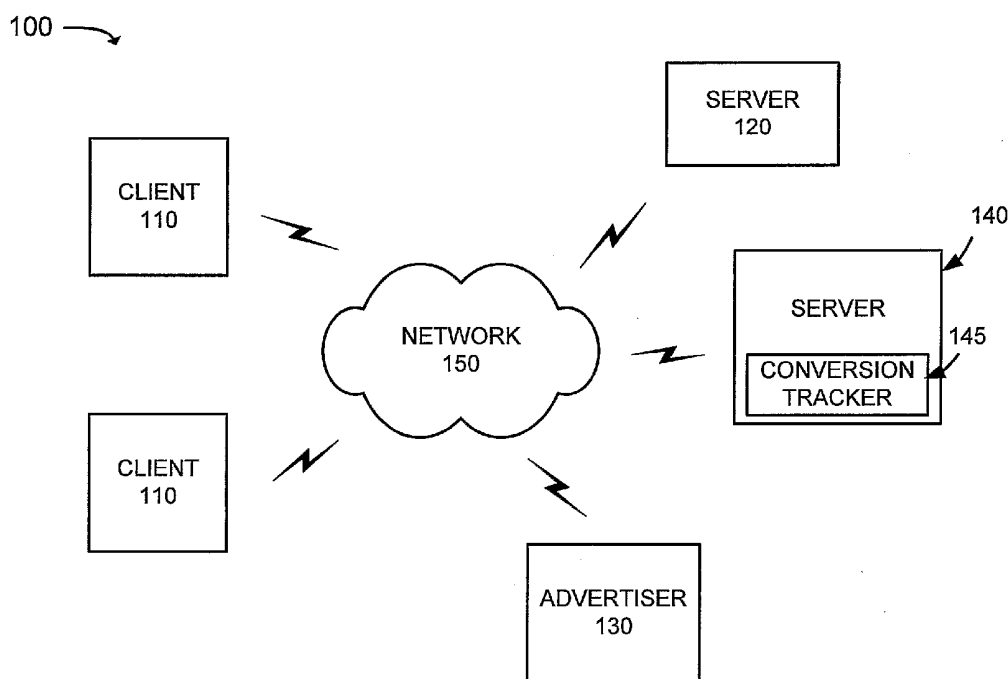 100
SERVER
120
CLIENT
110
140
SERVER
145
CONVERSION
TRACKER
NETWORK
150
CLIENT
110
ADVERTISER
130